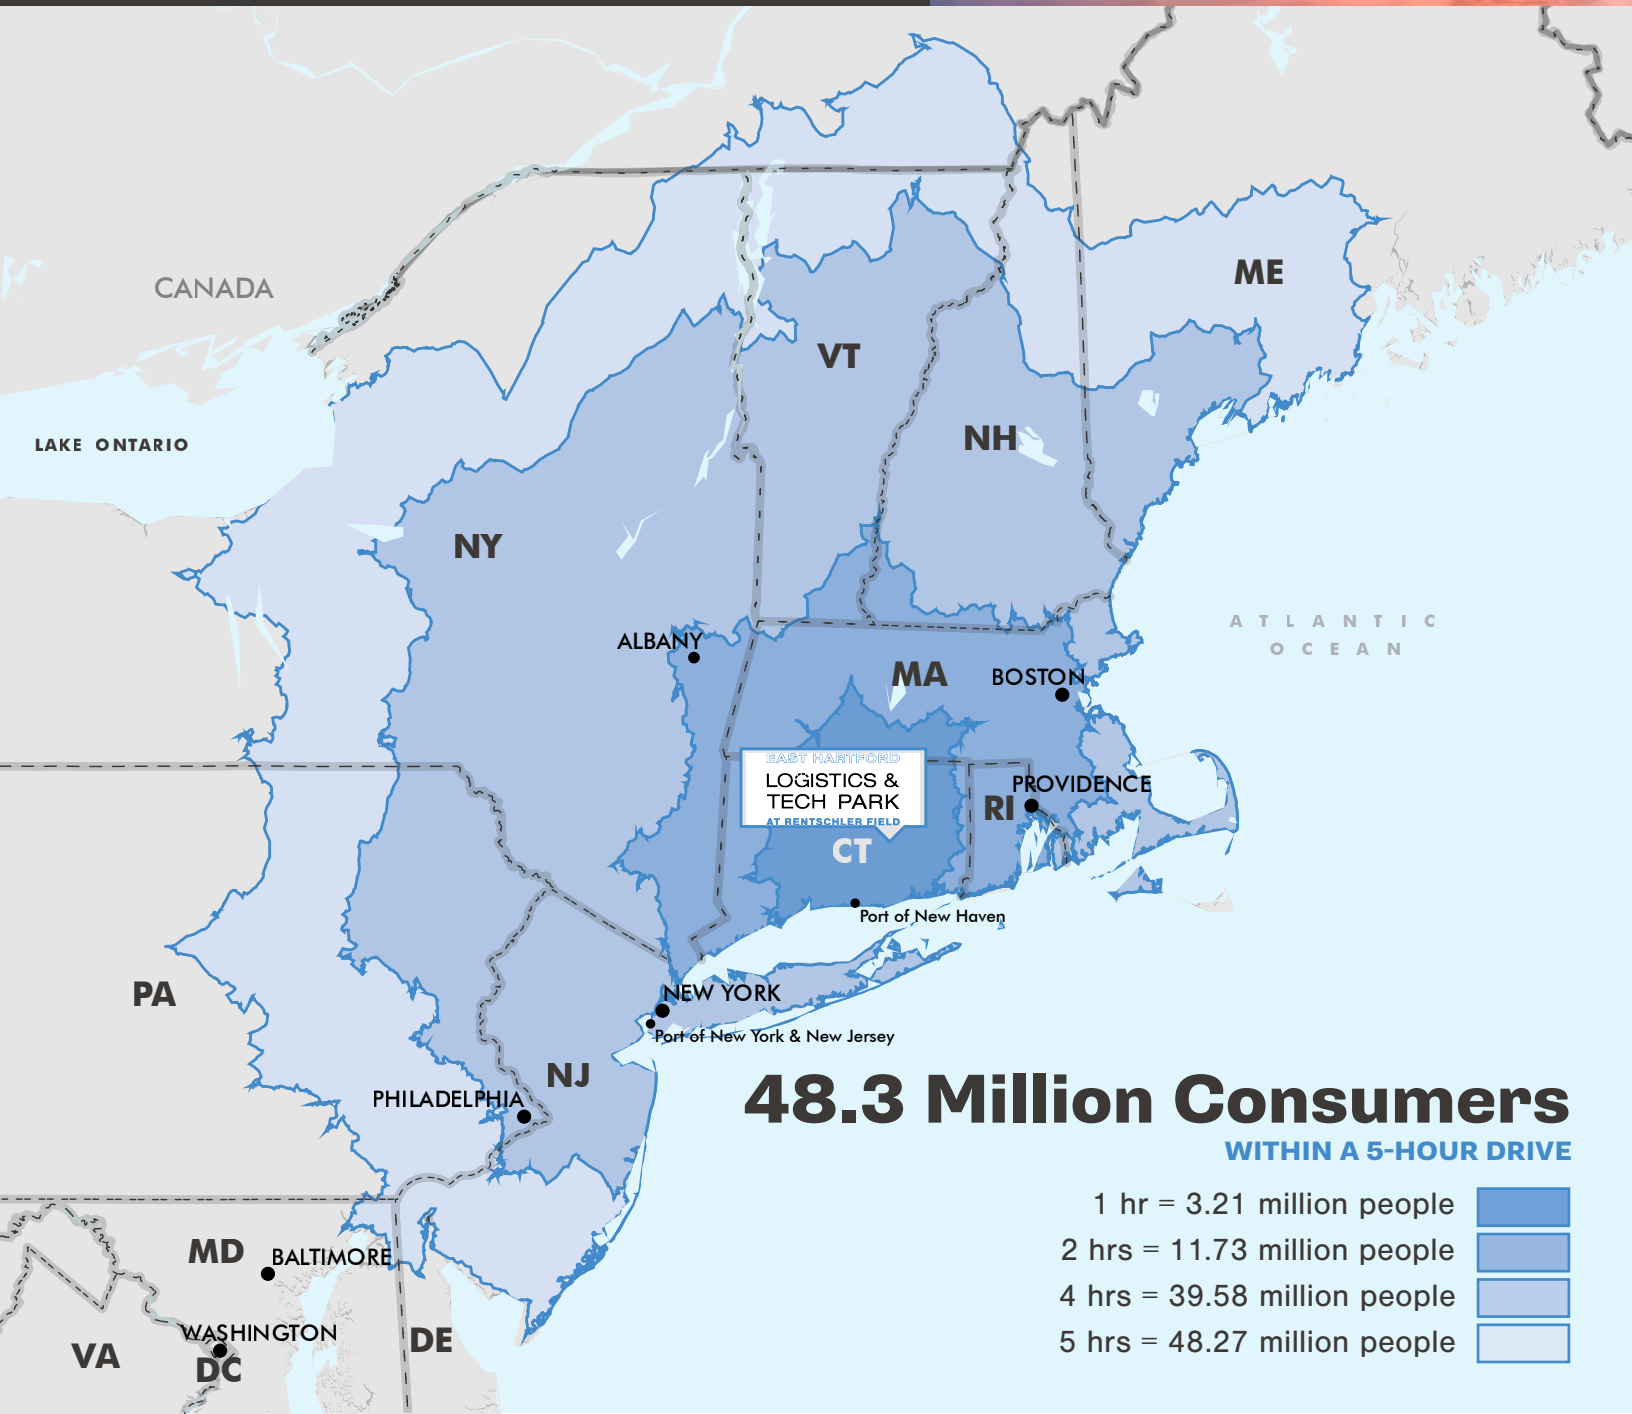 CANADA
ME
VT
LAKE ONTARIO
NH
NY
ATLANTIC
OCEAN
ALBANY
MA
BOSTON
EAST HARTFORD
LOGISTICS &
TECH PARK
AT RENTSCHLER FIELD
PROVIDENCE
RI
CT
Port of New Haven
PA
NEW YORK
Port of New York & New Jersey
NJ
PHILADELPHIA
48.3 Million Consumers
WITHIN A 5-HOUR DRIVE
1 hr = 3.21 million people
2 hrs = 11.73 million people
4 hrs = 39.58 million people
5 hrs = 48.27 million people
MD
BALTIMORE
WASHINGTON
DC
VA
DE